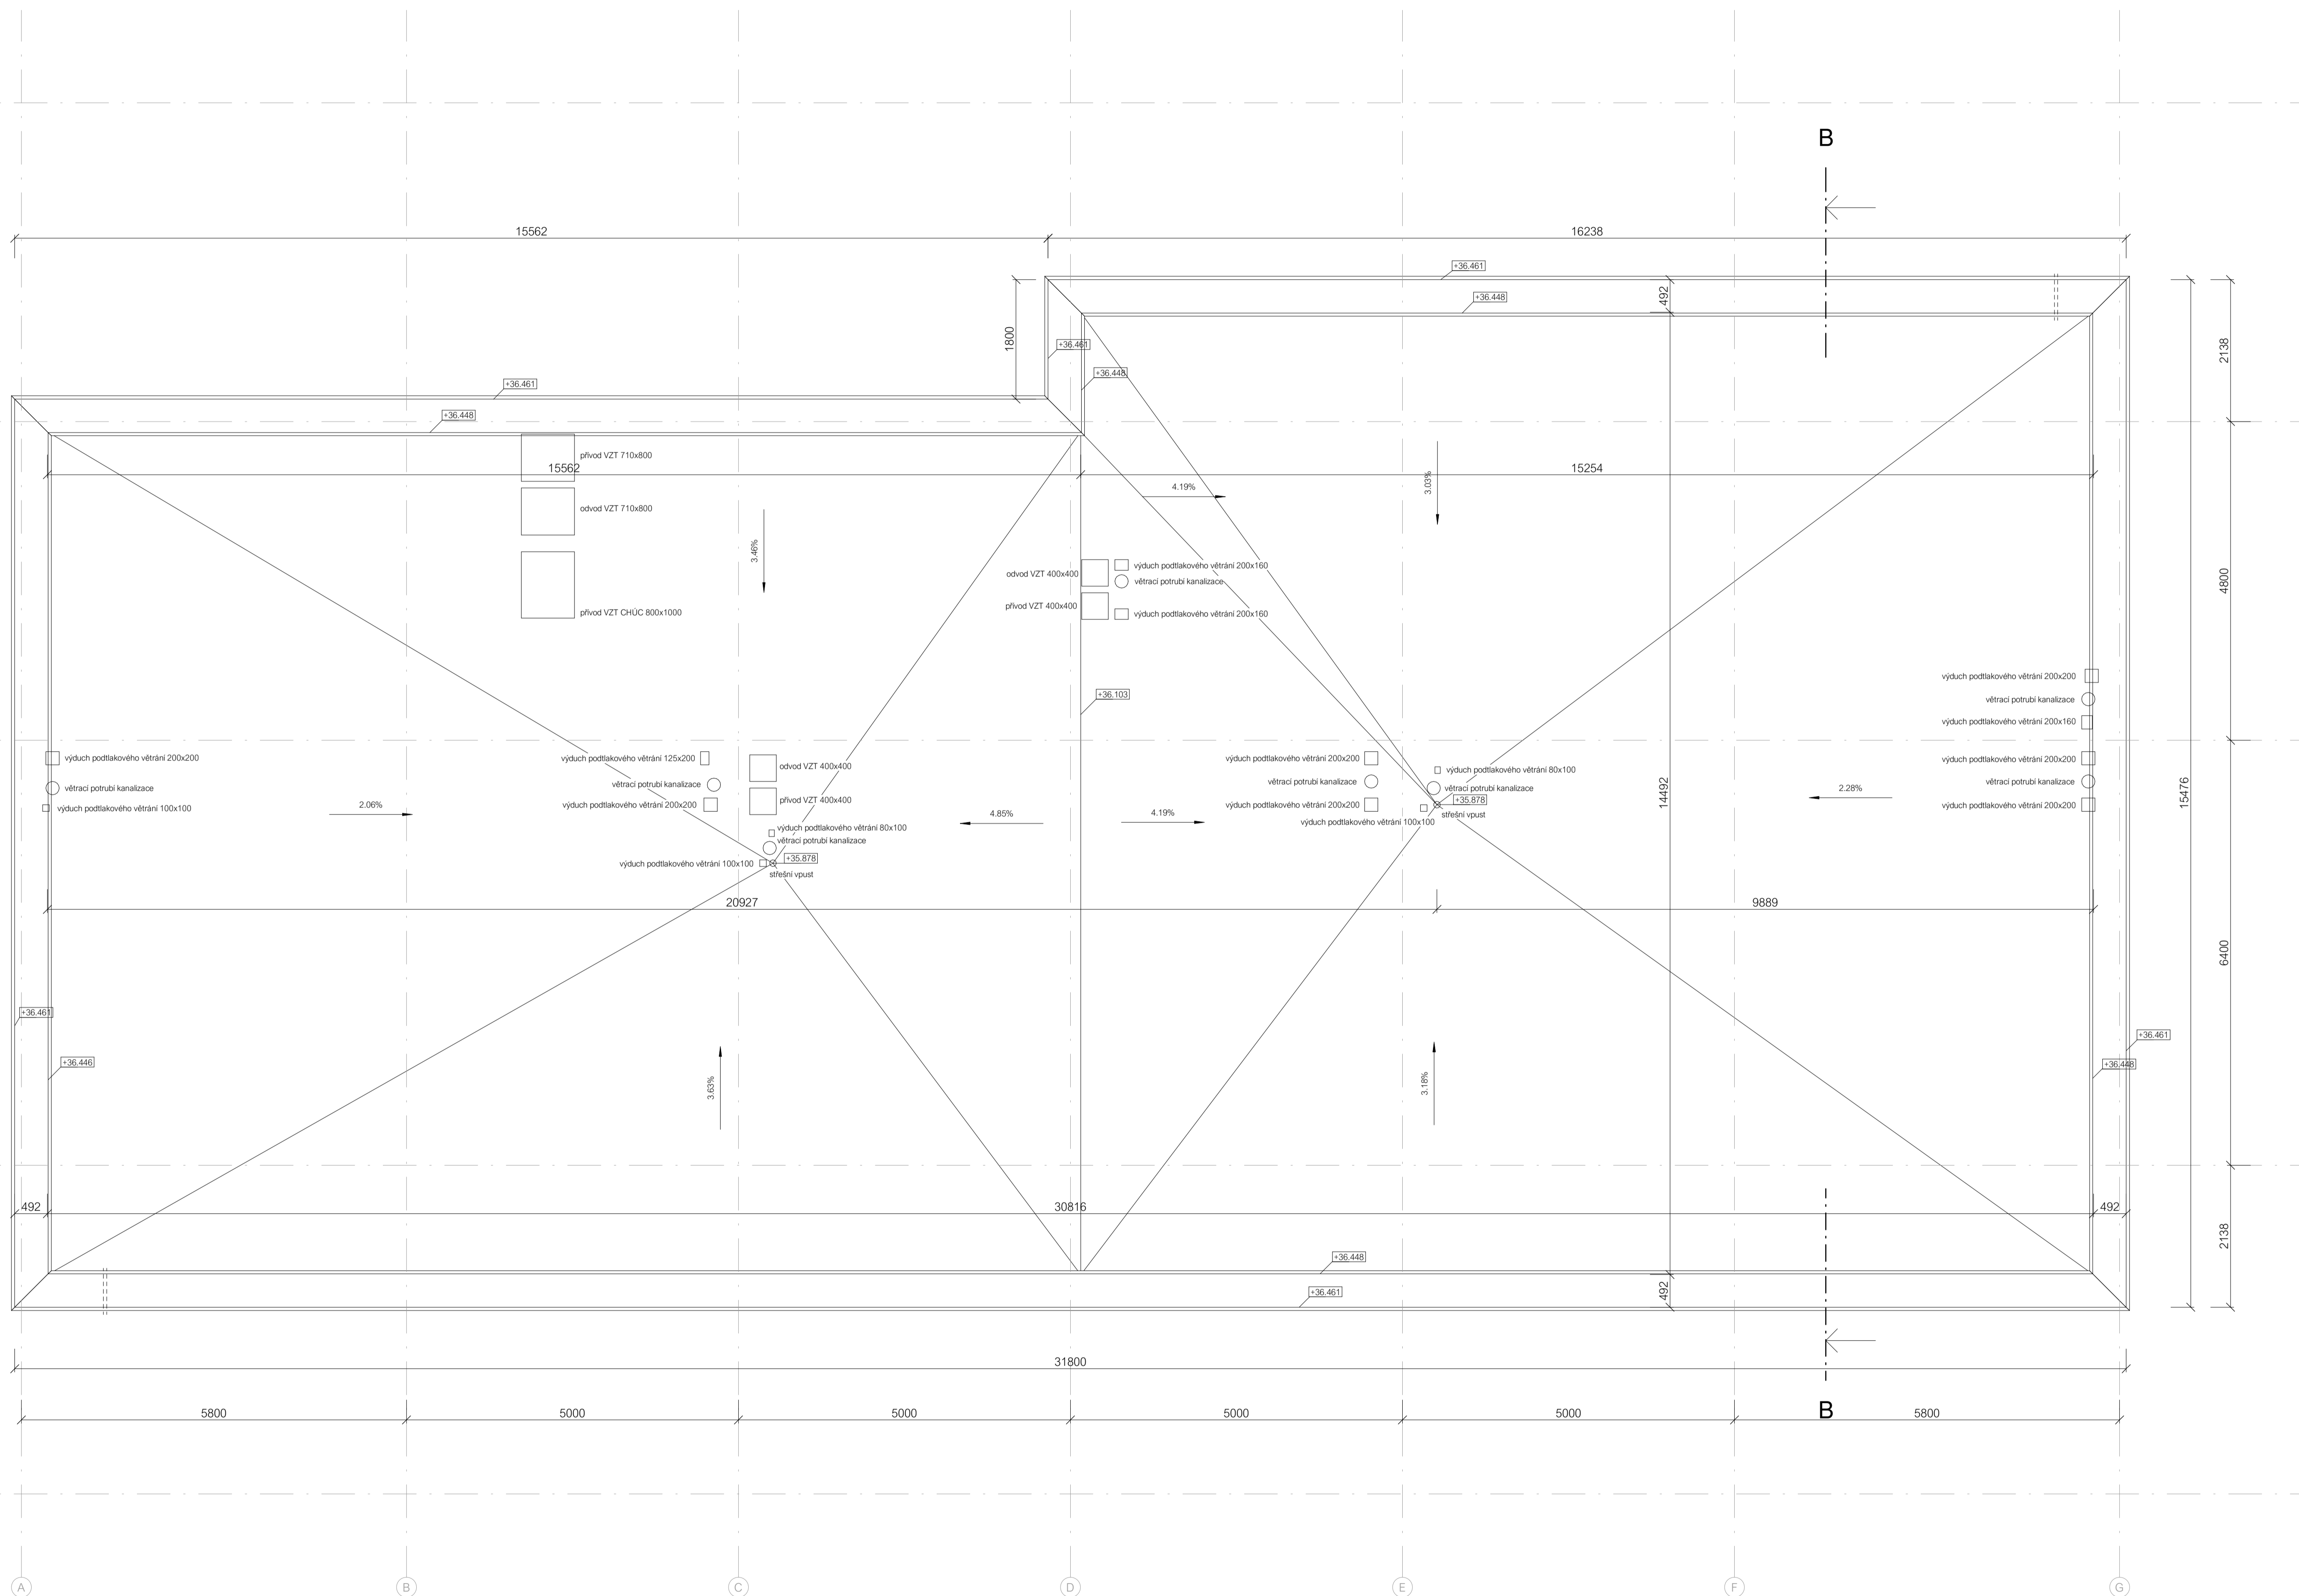 B
15562
16238
+36.461
492
+36.448
1800
+36.461
2138
+36.448
+36.461
+36.448
přívod VZT 710x800
15562
15254
4.19%
3.03%
odvod VZT 710x800
3.46%
výduch podtlakového větrání 200x160
odvod VZT 400x400
větrací potrubí kanalizace
4800
přívod VZT 400x400
přívod VZT CHÚC 800x1000
výduch podtlakového větrání 200x160
výduch podtlakového větrání 200x200
+36.103
větrací potrubí kanalizace
výduch podtlakového větrání 200x160
výduch podtlakového větrání 200x200
výduch podtlakového větrání 125x200
odvod VZT 400x400
výduch podtlakového větrání 200x200
výduch podtlakového větrání 80x100
výduch podtlakového větrání 200x200
větrací potrubí kanalizace
větrací potrubí kanalizace
větrací potrubí kanalizace
větrací potrubí kanalizace
větrací potrubí kanalizace
2.28%
14492
15476
výduch podtlakového větrání 100x100
2.06%
výduch podtlakového větrání 200x200
přívod VZT 400x400
výduch podtlakového větrání 200x200
+35.878
výduch podtlakového větrání 200x200
4.85%
4.19%
střešní vpust
výduch podtlakového větrání 100x100
výduch podtlakového větrání 80x100
větrací potrubí kanalizace
výduch podtlakového větrání 100x100
+35.878
střešní vpust
20927
9889
6400
+36.461
+36.461
+36.446
+36.448
3.63%
3.18%
492
30816
492
2138
+36.448
+36.461
492
31800
5800
5000
5000
5000
5000
B
5800
A
B
C
D
E
F
G